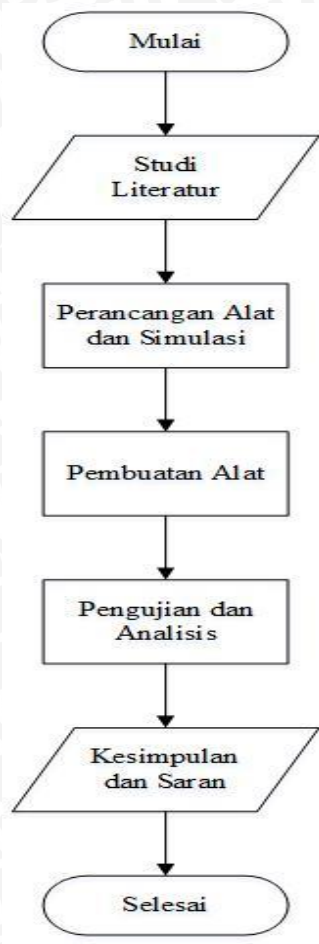 Mulai
Studi
Literatur
Perancangan Alat
dan Simulasi
Pembuatan Alat
Pengujian dan
Analisis
Kesimpulan
dan Saran
Selesai